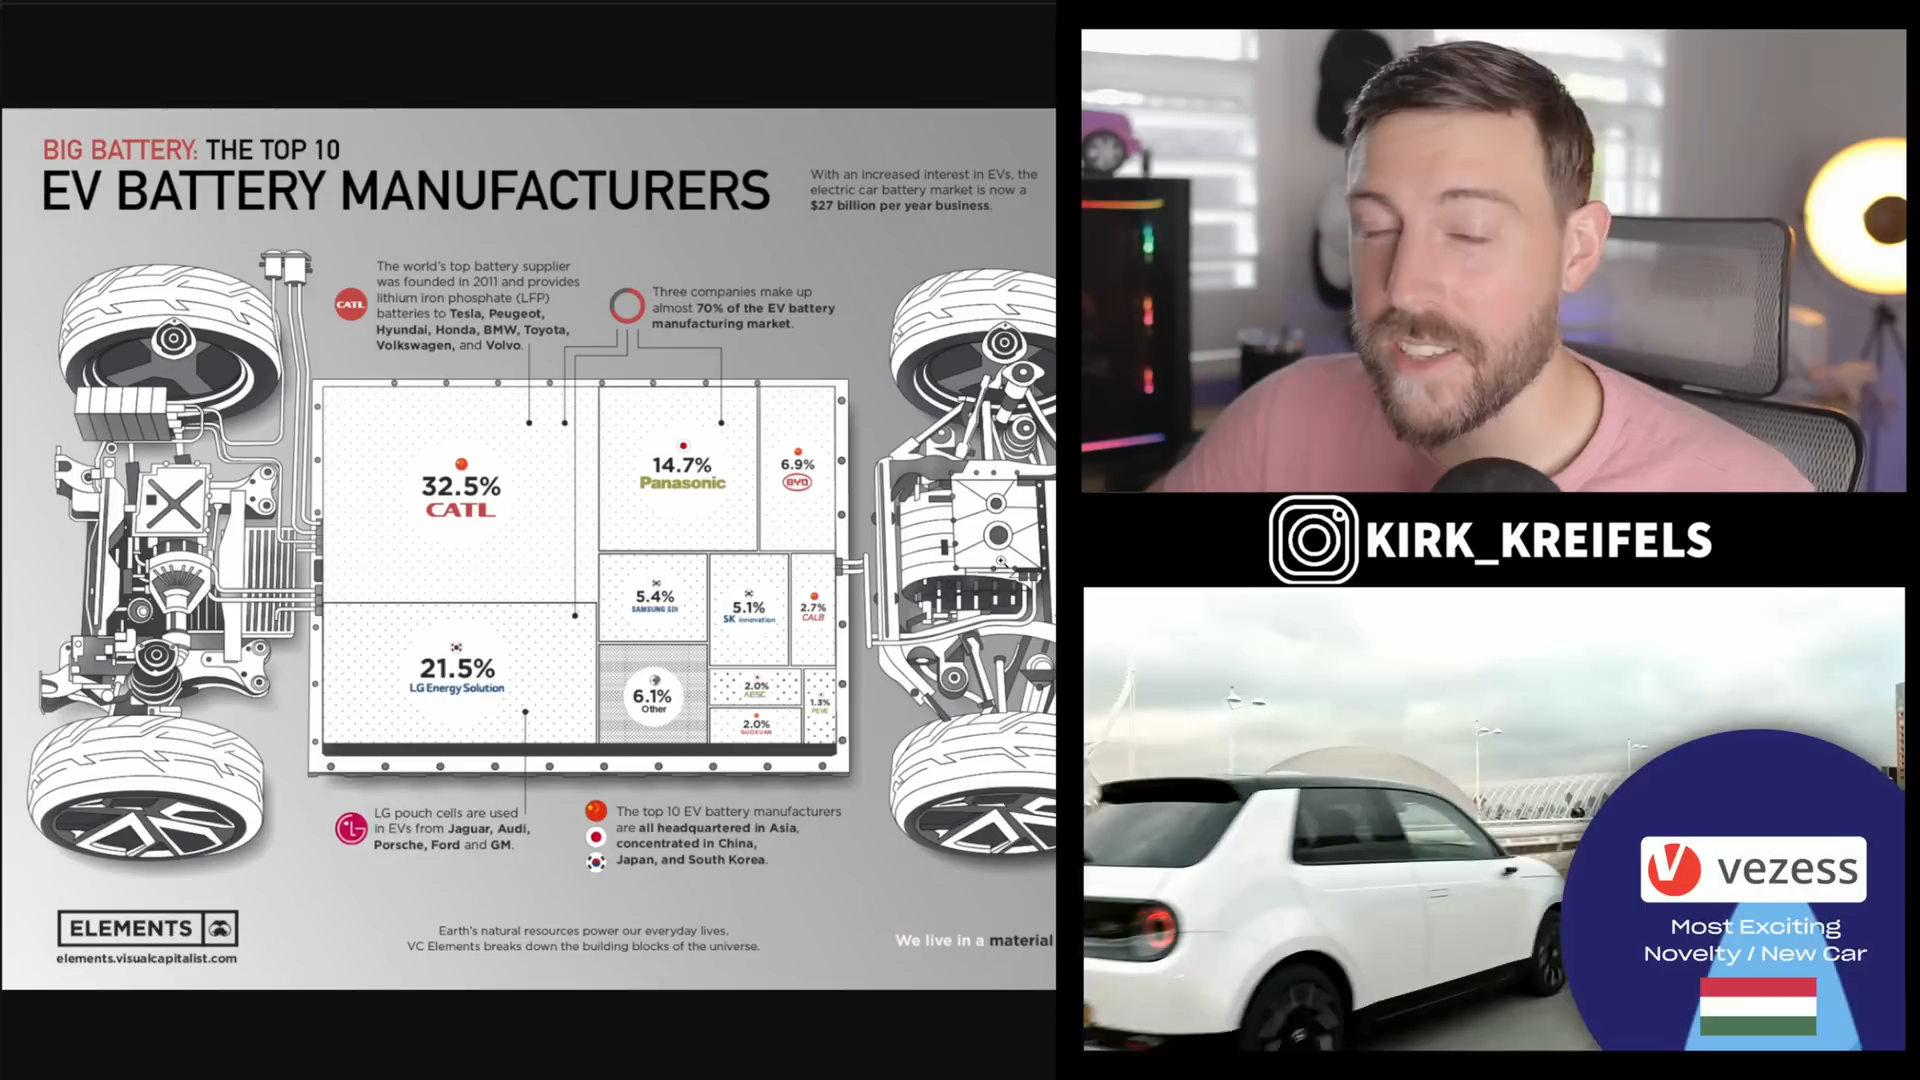 BIG BATTERY: THE TOP 10
EV BATTERY MANUFACTURERS
With an increased interest in EVs, the
electric car battery market is now a
$27 billion per year business.
CATL
The world's top battery supplier
was founded in 2011 and provides
lithium iron phosphate (LFP)
batteries to Tesla, Peugeot,
Hyundai, Honda, BMW, Toyota,
Volkswagen, and Volvo.
Three companies make up
almost 70% of the EV battery
manufacturing market.
32.5%
CATL
14.7%
Panasonic
6.9%
BYD
5.4%
SAMSUNG SDI
5.1%
SK innovation
2.7%
CALB
21.5%
LG Energy Solution
6.1%
Other
2.0%
AESC
2.0%
GUOXUAN
1.3%
PEVE
LG
LG pouch cells are used
in EVs from Jaguar, Audi,
Porsche, Ford and GM.
The top 10 EV battery manufacturers
are all headquartered in Asia,
concentrated in China,
Japan, and South Korea.
ELEMENTS
elements.visualcapitalist.com
Earth's natural resources power our everyday lives.
VC Elements breaks down the building blocks of the universe.
We live in a material
KIRK_KREIFELS
vezess
Most Exciting
Novelty / New Car